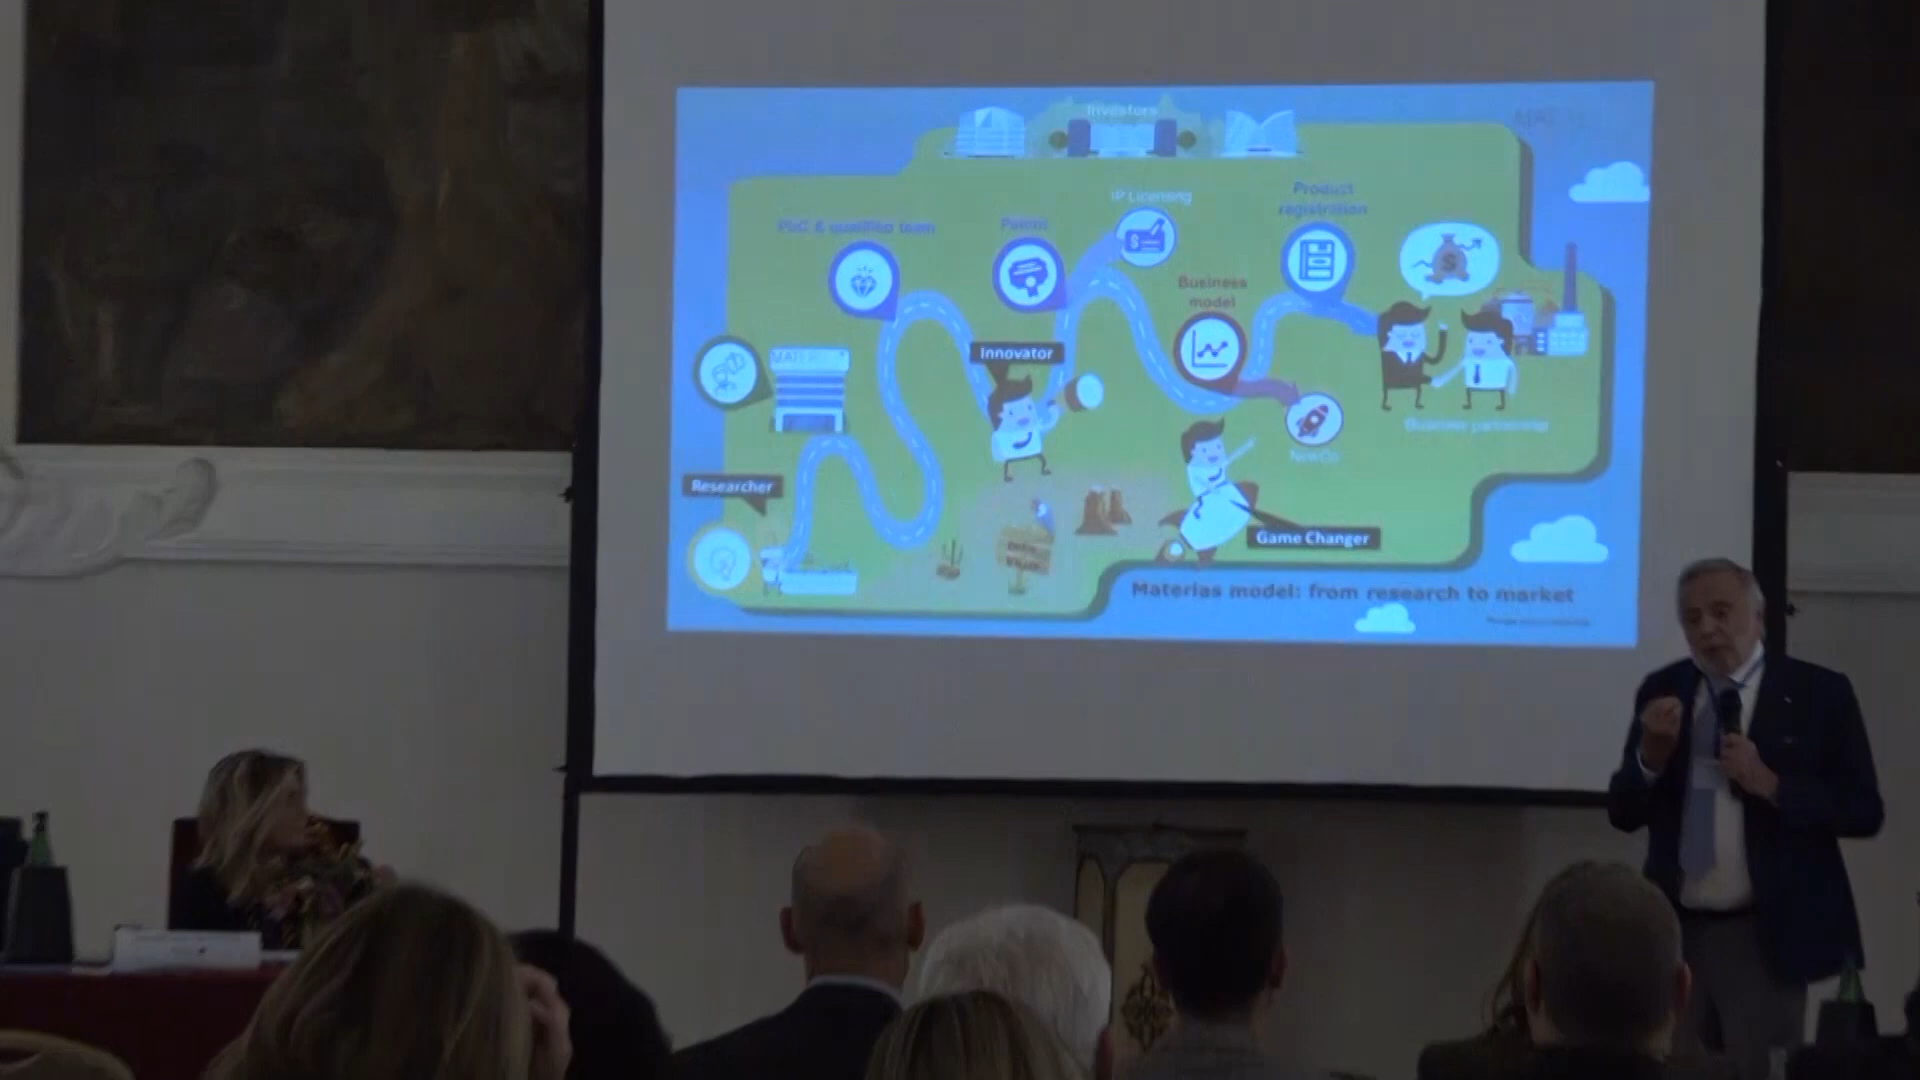 Investors
IP Licensing
Product
registration
PoC & qualified team
Patent
Business
model
Innovator
Researcher
Business partnership
NewCo
Game Changer
Materias model: from research to market